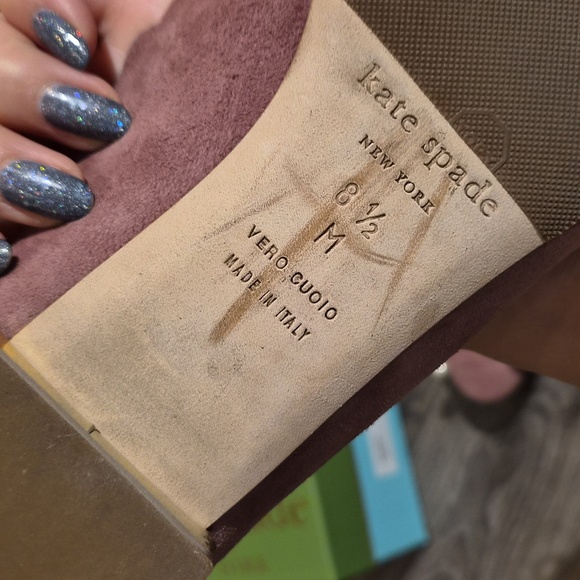 kate spade
NEW YORK
8 ½
M
VERO CUOIO
MADE IN ITALY